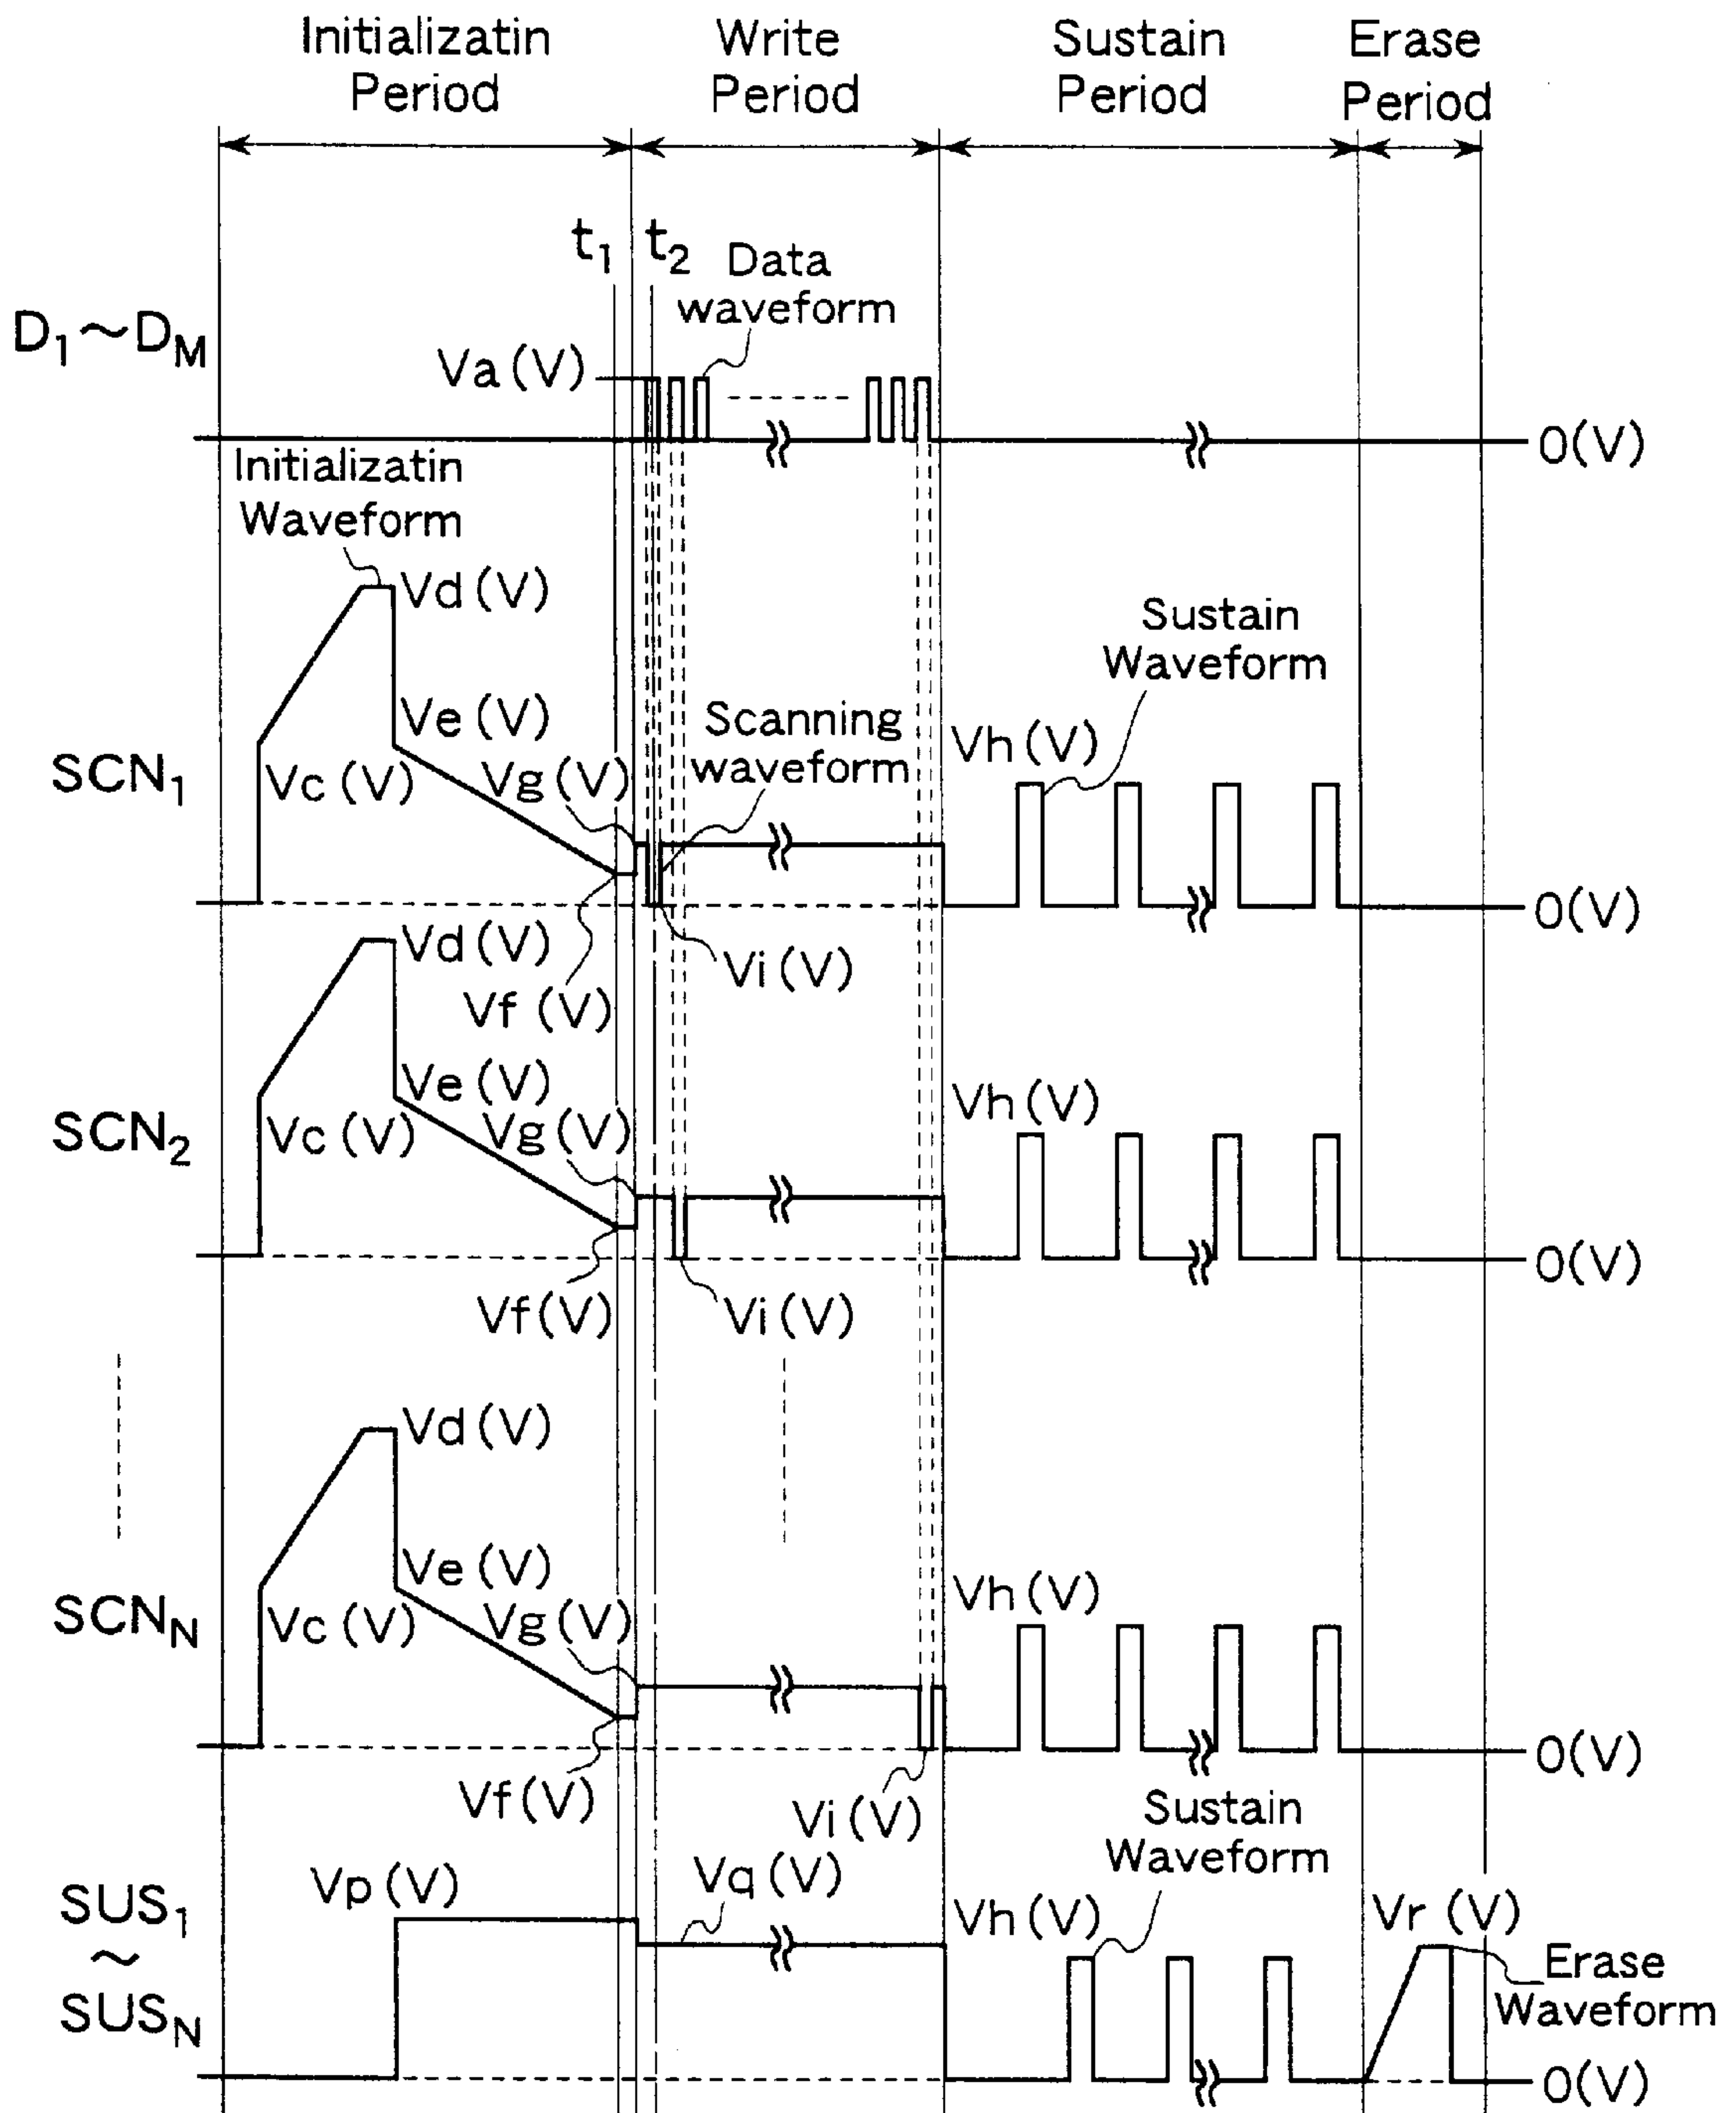 Initializatin
Period
Write
Period
Sustain
Period
Erase
Period
t1
t2
Data
waveform
D1~DM
Va (V)
0(V)
Initializatin
Waveform
Vd (V)
Sustain
Waveform
Ve (V)
Scanning
waveform
Vh (V)
SCN1
Vc (V)
Vg (V)
0(V)
Vd (V)
Vi (V)
Vf (V)
Ve (V)
Vh (V)
SCN2
Vc (V)
Vg (V)
0(V)
Vf (V)
Vi (V)
Vd (V)
Ve (V)
Vh (V)
SCNN
Vc (V)
Vg (V)
0(V)
Vf (V)
Vi (V)
Sustain
Waveform
SUS1
~
SUSN
Vp (V)
Vq (V)
Vh (V)
Vr (V)
Erase
Waveform
0(V)